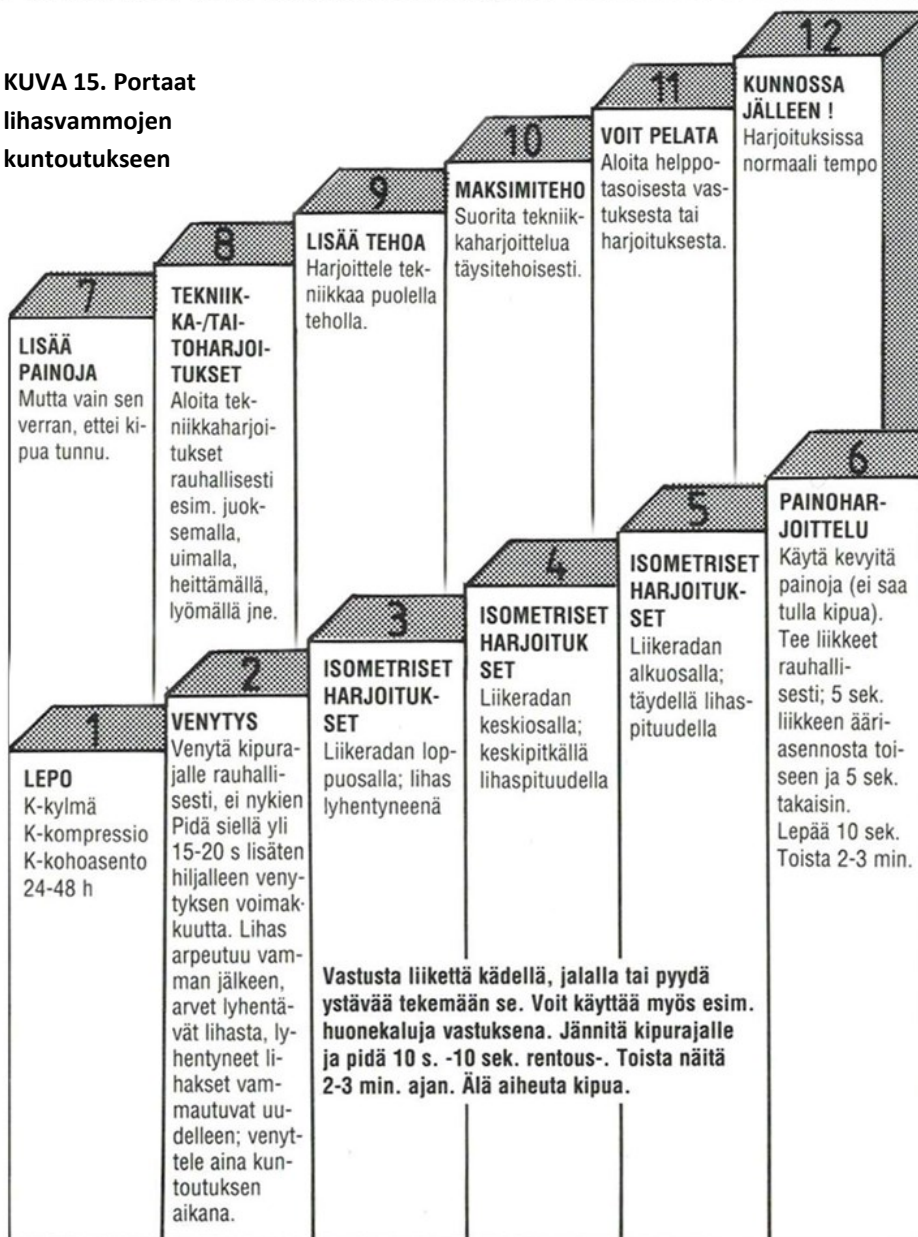 KUVA 15. Portaat
lihasvammojen
kuntoutukseen
1
LEPO
K-kylmä
K-kompressio
K-kohoasento
24-48 h
2
VENYTYS
Venytä kipura-
jalle rauhalli-
sesti, ei nykien
Pidä siellä yli
15-20 s lisäten
hiljalleen veny-
tyksen voimak-
kuutta. Lihas
arpeutuu vam-
man jälkeen,
arvet lyhentä-
vät lihasta, ly-
hentyneet li-
hakset vam-
mautuvat uu-
delleen; venyt-
tele aina kun-
toutuksen
aikana.
3
ISOMETRISET
HARJOITUK-
SET
Liikeradan lop-
puosalla; lihas
lyhentyneenä
4
ISOMETRISET
HARJOITUK
SET
Liikeradan
keskiosalla;
keskipitkällä
lihaspituudella
5
ISOMETRISET
HARJOITUK-
SET
Liikeradan
alkuosalla;
täydellä lihas-
pituudella
Vastusta liikettä kädellä, jalalla tai pyydä
ystävää tekemään se. Voit käyttää myös esim.
huonekaluja vastuksena. Jännitä kipurajalle
ja pidä 10 s. -10 sek. rentous-. Toista näitä
2-3 min. ajan. Älä aiheuta kipua.
6
PAINOHAR-
JOITTELU
Käytä kevyitä
painoja (ei saa
tulla kipua).
Tee liikkeet
rauhalli-
sesti; 5 sek.
liikkeen ääri-
asennosta toi-
seen ja 5 sek.
takaisin.
Lepää 10 sek.
Toista 2-3 min.
7
LISÄÄ
PAINOJA
Mutta vain sen
verran, ettei ki-
pua tunnu.
8
TEKNIIK-
KA-/TAI-
TOHARJOI-
TUKSET
Aloita tek-
niikkaharjoi-
tukset
rauhallisesti
esim. juok-
semalla,
uimalla,
heittämällä,
lyömällä jne.
9
LISÄÄ TEHOA
Harjoittele tek-
niikkaa puolella
teholla.
10
MAKSIMITEHO
Suorita tekniik-
kaharjoittelua
täysitehoisesti.
11
VOIT PELATA
Aloita helppo-
tasoisesta vas-
tuksesta tai
harjoituksesta.
12
KUNNOSSA
JÄLLEEN !
Harjoituksissa
normaali tempo